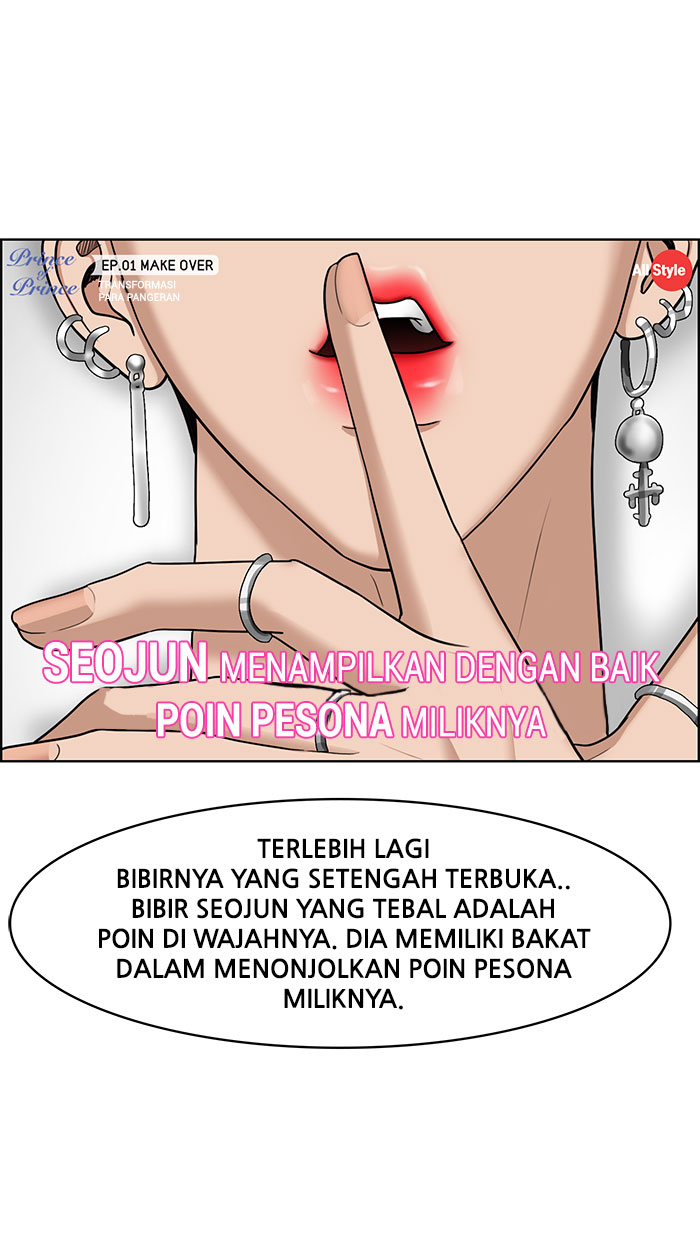 Prince
of
Prince
EP.01 MAKE OVER
TRANSFORMASI
PARA PANGERAN
All Style
SEOJUN MENAMPILKAN DENGAN BAIK
POIN PESONA MILIKNYA
TERLEBIH LAGI
BIBIRNYA YANG SETENGAH TERBUKA..
BIBIR SEOJUN YANG TEBAL ADALAH
POIN DI WAJAHNYA. DIA MEMILIKI BAKAT
DALAM MENONJOLKAN POIN PESONA
MILIKNYA.